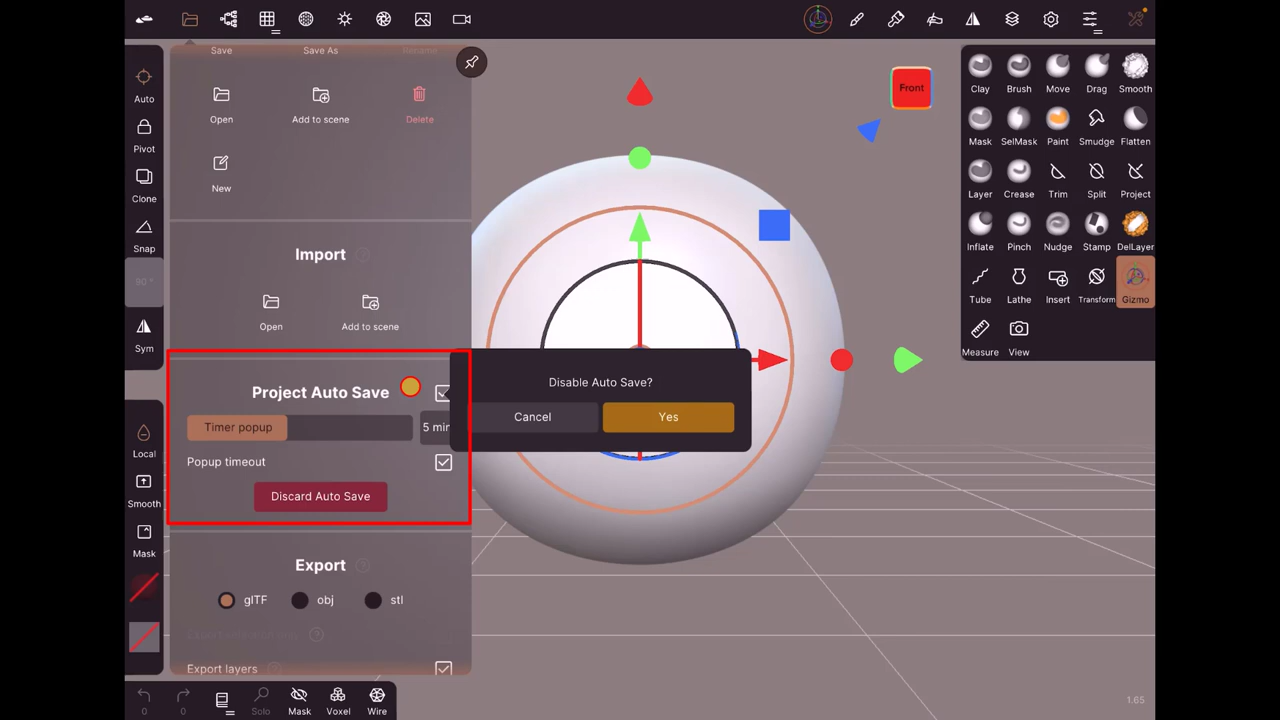 Save
Save As
Rename
Open
Add to scene
Delete
New
Import
Open
Add to scene
Project Auto Save
Timer popup
5 min
Popup timeout
Discard Auto Save
Export
glTF
obj
stl
Export layers
Disable Auto Save?
Cancel
Yes
Auto
Pivot
Clone
Snap
90 °
Sym
Local
Smooth
Mask
0
0
Solo
Mask
Voxel
Wire
Front
Clay
Brush
Move
Drag
Smooth
Mask
SelMask
Paint
Smudge
Flatten
Layer
Crease
Trim
Split
Project
Inflate
Pinch
Nudge
Stamp
DelLayer
Tube
Lathe
Insert
Transform
Gizmo
Measure
View
1.65